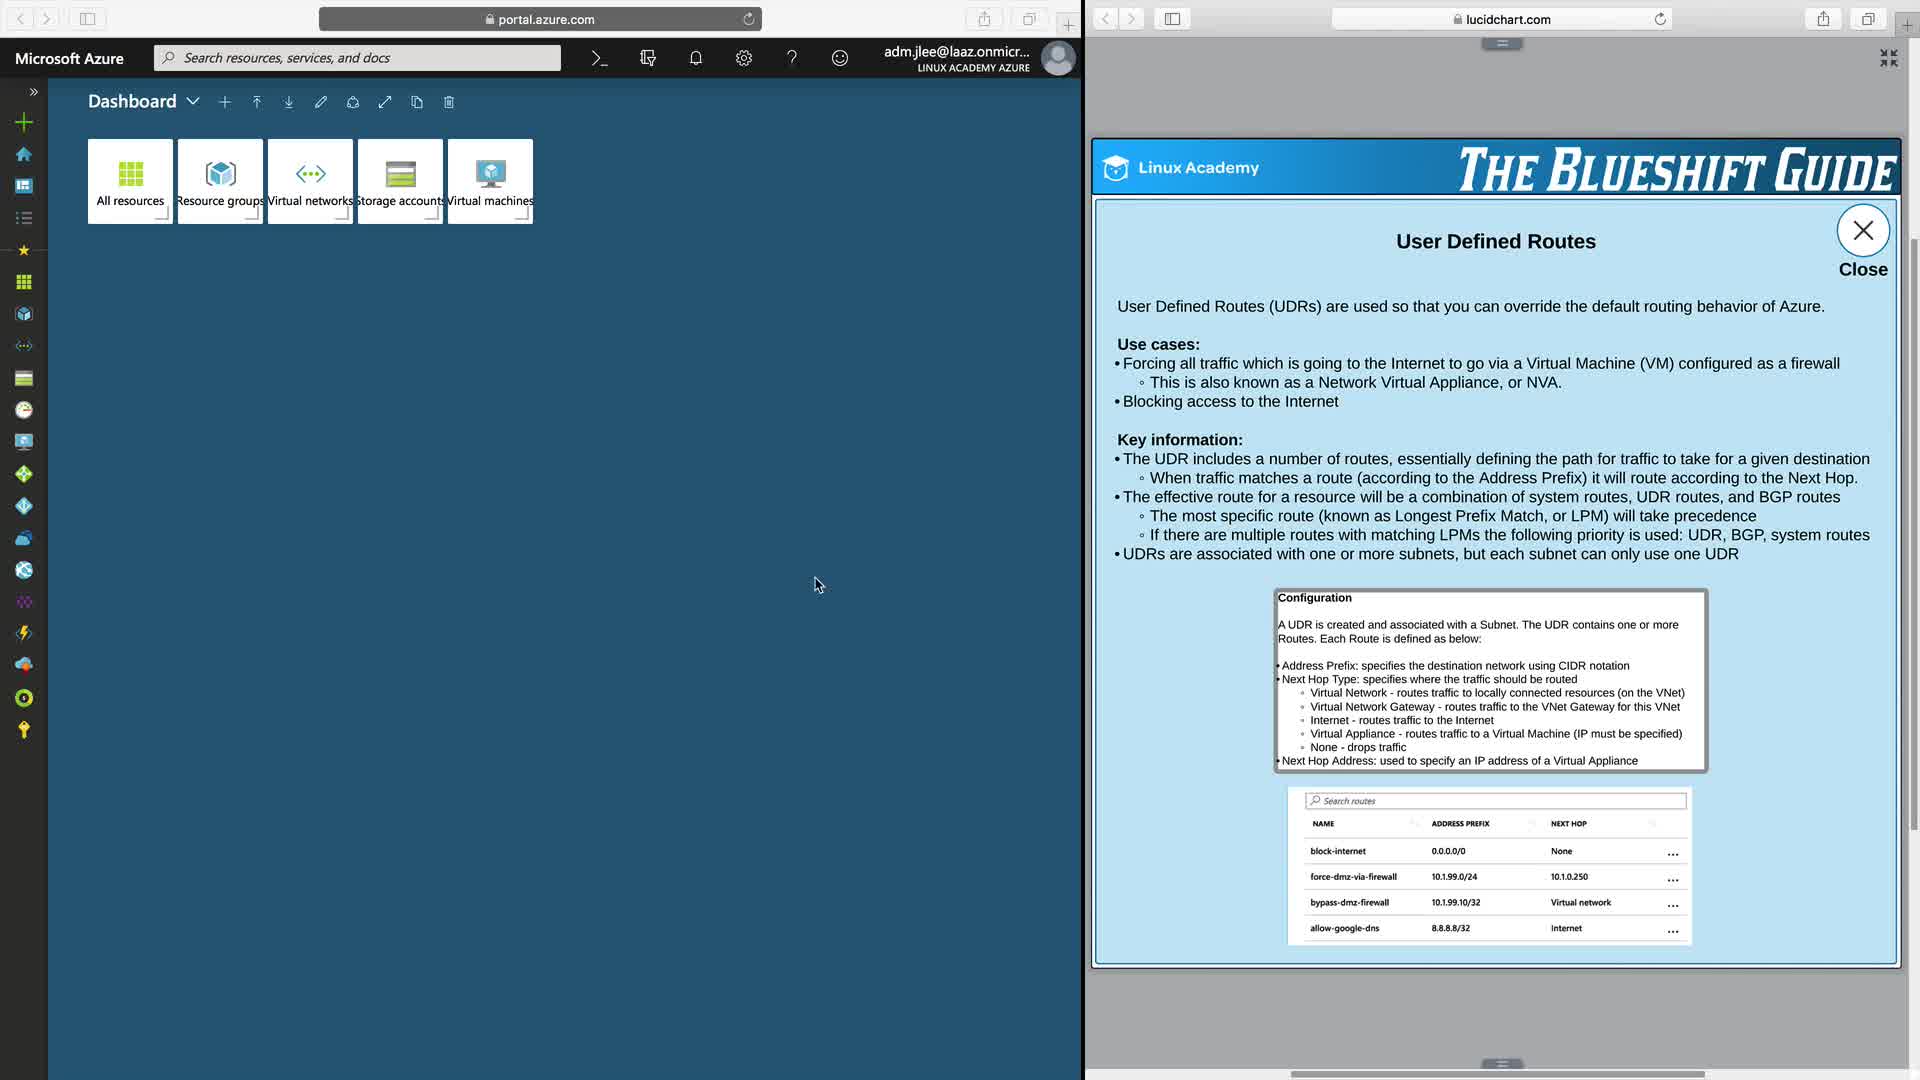 portal.azure.com
Microsoft Azure
Search resources, services, and docs
adm.jlee@laaz.onmicr...
LINUX ACADEMY AZURE
Dashboard
All resources
Resource groups
Virtual networks
Storage accounts
Virtual machines
lucidchart.com
Linux Academy
THE BLUESHIFT GUIDE
User Defined Routes
Close
User Defined Routes (UDRs) are used so that you can override the default routing behavior of Azure.
Use cases:
• Forcing all traffic which is going to the Internet to go via a Virtual Machine (VM) configured as a firewall
◦ This is also known as a Network Virtual Appliance, or NVA.
• Blocking access to the Internet
Key information:
• The UDR includes a number of routes, essentially defining the path for traffic to take for a given destination
◦ When traffic matches a route (according to the Address Prefix) it will route according to the Next Hop.
• The effective route for a resource will be a combination of system routes, UDR routes, and BGP routes
◦ The most specific route (known as Longest Prefix Match, or LPM) will take precedence
◦ If there are multiple routes with matching LPMs the following priority is used: UDR, BGP, system routes
• UDRs are associated with one or more subnets, but each subnet can only use one UDR
Configuration
A UDR is created and associated with a Subnet. The UDR contains one or more
Routes. Each Route is defined as below:
• Address Prefix: specifies the destination network using CIDR notation
• Next Hop Type: specifies where the traffic should be routed
◦ Virtual Network - routes traffic to locally connected resources (on the VNet)
◦ Virtual Network Gateway - routes traffic to the VNet Gateway for this VNet
◦ Internet - routes traffic to the Internet
◦ Virtual Appliance - routes traffic to a Virtual Machine (IP must be specified)
◦ None - drops traffic
• Next Hop Address: used to specify an IP address of a Virtual Appliance
Search routes
NAME ADDRESS PREFIX NEXT HOP
block-internet 0.0.0.0/0 None ...
force-dmz-via-firewall 10.1.99.0/24 10.1.0.250 ...
bypass-dmz-firewall 10.1.99.10/32 Virtual network ...
allow-google-dns 8.8.8.8/32 Internet ...